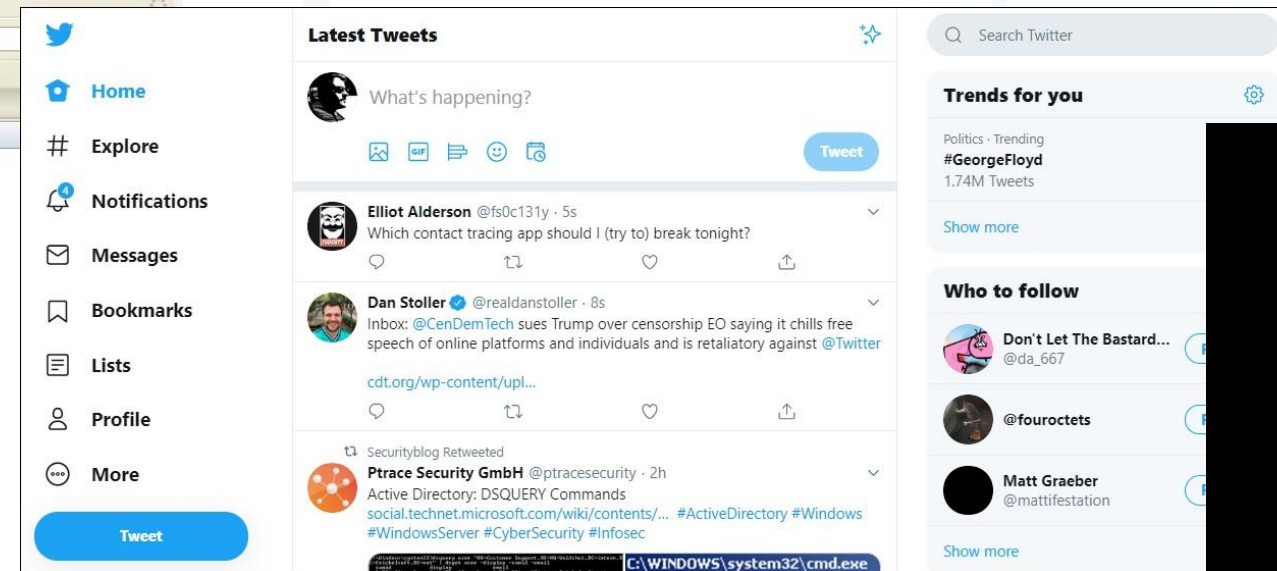 Home
Explore
4
Notifications
Messages
Bookmarks
Lists
Profile
More
Tweet
Latest Tweets
What's happening?
GIF
Tweet
Elliot Alderson @fs0c131y · 5s
Which contact tracing app should I (try to) break tonight?
Dan Stoller @realdanstoller · 8s
Inbox: @CenDemTech sues Trump over censorship EO saying it chills free
speech of online platforms and individuals and is retaliatory against @Twitter
cdt.org/wp-content/upl...
Securityblog Retweeted
Ptrace Security GmbH @ptracesecurity · 2h
Active Directory: DSQUERY Commands
social.technet.microsoft.com/wiki/contents/... #ActiveDirectory #Windows
#WindowsServer #CyberSecurity #Infosec
C:\WINDOWS\system32\cmd.exe
Search Twitter
Trends for you
Politics · Trending
#GeorgeFloyd
1.74M Tweets
Show more
Who to follow
Don't Let The Bastard...
@da_667
@fouroctets
Matt Graeber
@mattifestation
Show more